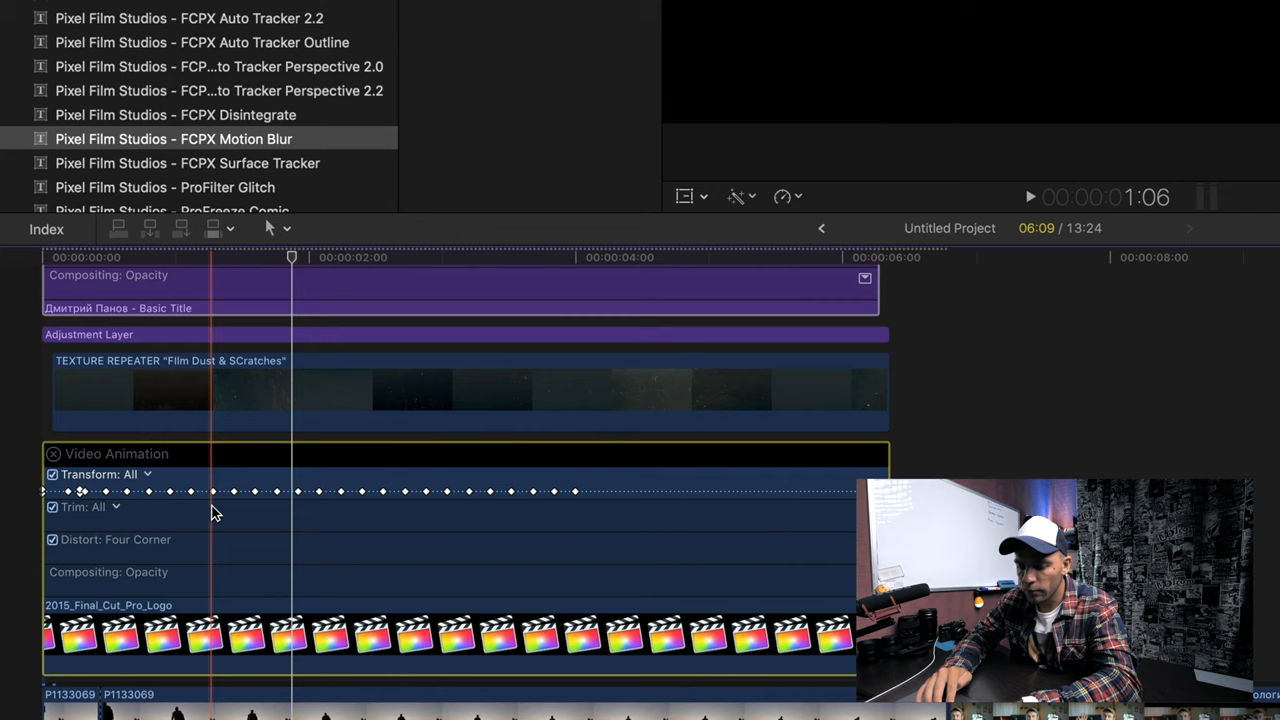 Pixel Film Studios - FCPX Auto Tracker 2.2
Pixel Film Studios - FCPX Auto Tracker Outline
Pixel Film Studios - FCP...to Tracker Perspective 2.0
Pixel Film Studios - FCP...to Tracker Perspective 2.2
Pixel Film Studios - FCPX Disintegrate
Pixel Film Studios - FCPX Motion Blur
Pixel Film Studios - FCPX Surface Tracker
Pixel Film Studios - ProFilter Glitch
Pixel Film Studios - ProFreeze Comic
00:00:01:06
Index
Untitled Project
06:09 / 13:24
00:00:00:00
00:00:02:00
00:00:04:00
00:00:06:00
00:00:08:00
Compositing: Opacity
Дмитрий Панов - Basic Title
Adjustment Layer
TEXTURE REPEATER "FIlm Dust & SCratches"
Video Animation
Transform: All
Trim: All
Distort: Four Corner
Compositing: Opacity
2015_Final_Cut_Pro_Logo
P1133069
P1133069